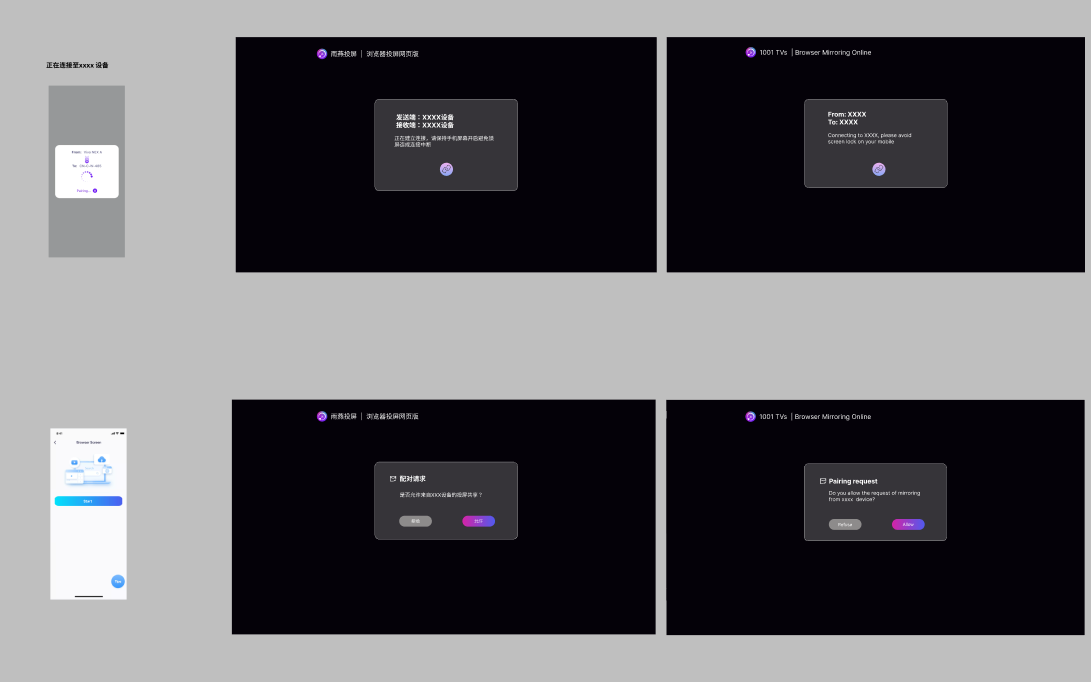 正在连接至xxxx 设备
From
To
Pairing...
雨燕投屏 | 浏览器投屏网页版
发送端：XXXX设备
接收端：XXXX设备
正在建立连接，请保持手机屏幕开启避免锁
屏造成连接中断
1001 TVs | Browser Mirroring Online
From: XXXX
To: XXXX
Connecting to XXXX, please avoid
screen lock on your mobile
Browser Screen
Start
雨燕投屏 | 浏览器投屏网页版
配对请求
是否允许来自XXX设备的投屏共享？
拒绝
允许
1001 TVs | Browser Mirroring Online
Pairing request
Do you allow the request of mirroring
from xxxx device?
Refuse
Allow